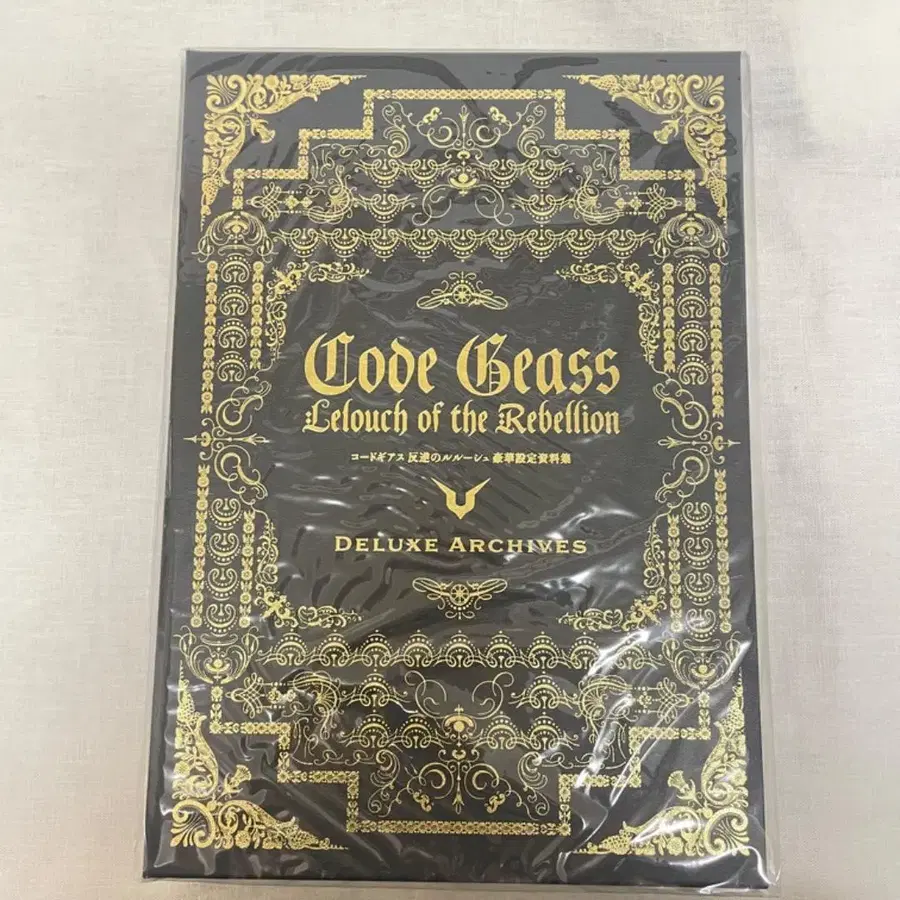 Code Geass
Lelouch of the Rebellion
コードギアス 反逆のルルーシュ 豪華設定資料集
DELUXE ARCHIVES